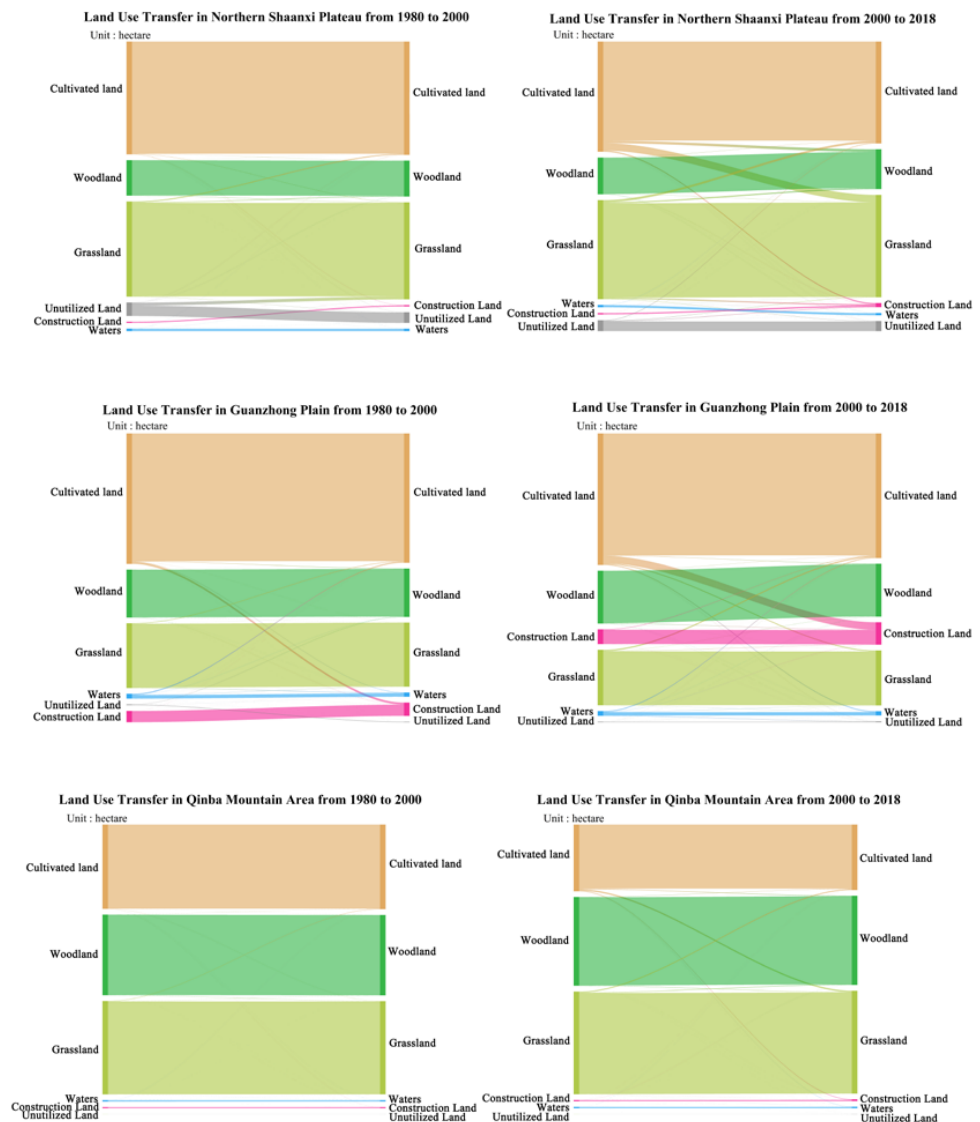 Land Use Transfer in Northern Shaanxi Plateau from 1980 to 2000
Unit : hectare
Cultivated land
Cultivated land
Woodland
Woodland
Grassland
Grassland
Unutilized Land
Construction Land
Construction Land
Unutilized Land
Waters
Waters
Land Use Transfer in Northern Shaanxi Plateau from 2000 to 2018
Unit : hectare
Cultivated land
Cultivated land
Woodland
Woodland
Grassland
Grassland
Waters
Construction Land
Construction Land
Waters
Unutilized Land
Unutilized Land
Land Use Transfer in Guanzhong Plain from 1980 to 2000
Unit : hectare
Cultivated land
Cultivated land
Woodland
Woodland
Grassland
Grassland
Waters
Waters
Unutilized Land
Construction Land
Construction Land
Unutilized Land
Land Use Transfer in Guanzhong Plain from 2000 to 2018
Unit : hectare
Cultivated land
Cultivated land
Woodland
Woodland
Construction Land
Construction Land
Grassland
Grassland
Waters
Waters
Unutilized Land
Unutilized Land
Land Use Transfer in Qinba Mountain Area from 1980 to 2000
Unit : hectare
Cultivated land
Cultivated land
Woodland
Woodland
Grassland
Grassland
Waters
Waters
Construction Land
Construction Land
Unutilized Land
Unutilized Land
Land Use Transfer in Qinba Mountain Area from 2000 to 2018
Unit : hectare
Cultivated land
Cultivated land
Woodland
Woodland
Grassland
Grassland
Construction Land
Construction Land
Waters
Waters
Unutilized Land
Unutilized Land